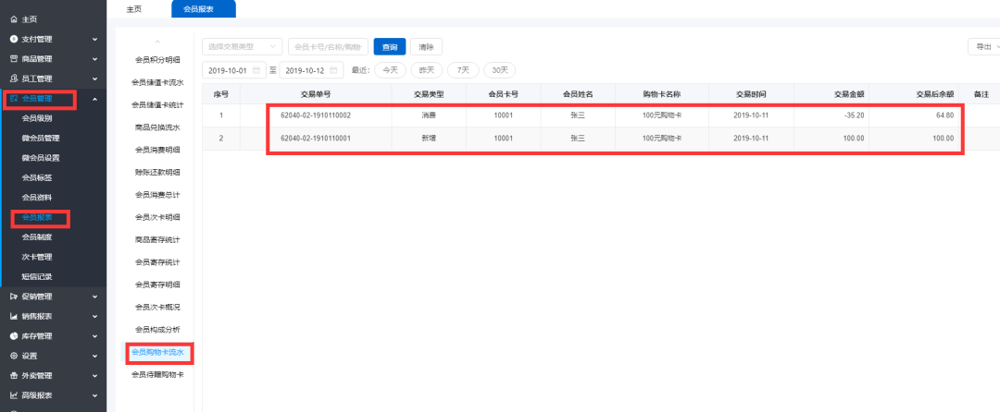 主页
支付管理
商品管理
员工管理
会员管理
会员级别
微会员管理
微会员设置
会员标签
会员资料
会员报表
会员制度
次卡管理
短信记录
促销管理
销售报表
库存管理
设置
外卖管理
高级报表
主页 会员报表
会员积分明细
会员储值卡流水
会员储值卡统计
商品兑换流水
会员消费明细
赊账还款明细
会员消费总计
会员次卡明细
商品寄存统计
会员寄存统计
会员寄存明细
会员次卡概况
会员构成分析
会员购物卡流水
会员待赠购物卡
选择交易类型 会员卡号/名称/购物 查询 清除 导出
2019-10-01 至 2019-10-12 最近: 今天 昨天 7天 30天
序号 交易单号 交易类型 会员卡号 会员姓名 购物卡名称 交易时间 交易金额 交易后余额 备注
1 62040-02-1910110002 消费 10001 张三 100元购物卡 2019-10-11 -35.20 64.80
2 62040-02-1910110001 新增 10001 张三 100元购物卡 2019-10-11 100.00 100.00